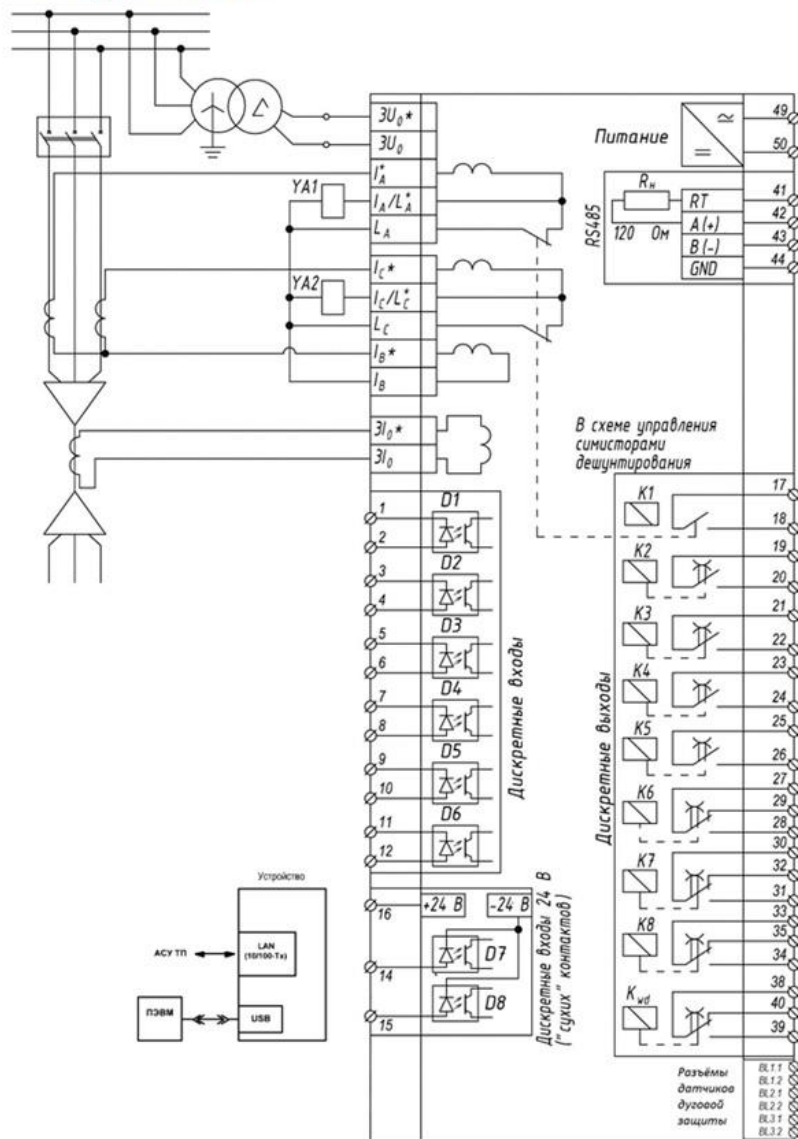 3U₀*
3U₀
I*A
YA1
IA/L*A
LA
IC*
YA2
IC/L*C
LC
IB*
IB
3I₀*
3I₀
Питание
49
50
RS485
Rн
120 Ом
RT
A(+)
B(-)
GND
41
42
43
44
В схеме управления
симисторами
дешунтирования
1
2
3
4
5
6
7
8
9
10
11
12
D1
D2
D3
D4
D5
D6
Дискретные входы
16
14
15
+24 В
-24 В
D7
D8
Дискретные входы 24 В
("сухих" контактов)
Дискретные выходы
K1
K2
K3
K4
K5
K6
K7
K8
Kwd
17
18
19
20
21
22
23
24
25
26
27
29
28
30
32
31
33
35
34
38
40
39
Устройство
АСУ ТП
LAN
(10/100-Tx)
ПЭВМ
USB
Разъёмы
датчиков
дуговой
защиты
BL1.1
BL1.2
BL2.1
BL2.2
BL3.1
BL3.2